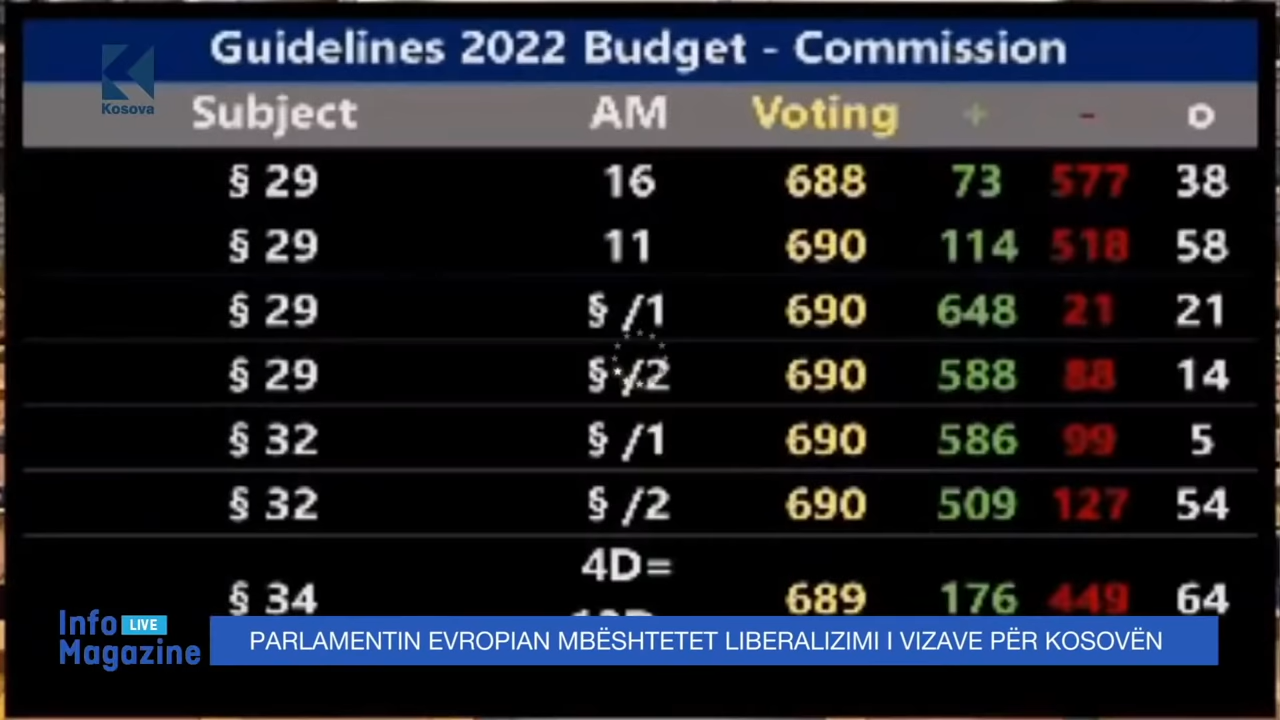 Guidelines 2022 Budget - Commission
Kosova
Subject AM Voting + - 0
§ 29 16 688 73 577 38
§ 29 11 690 114 518 58
§ 29 § /1 690 648 21 21
§ 29 § /2 690 588 88 14
§ 32 § /1 690 586 99 5
§ 32 § /2 690 509 127 54
4D=
§ 34 689 176 449 64
Info LIVE
Magazine
PARLAMENTIN EVROPIAN MBËSHTETET LIBERALIZIMI I VIZAVE PËR KOSOVËN